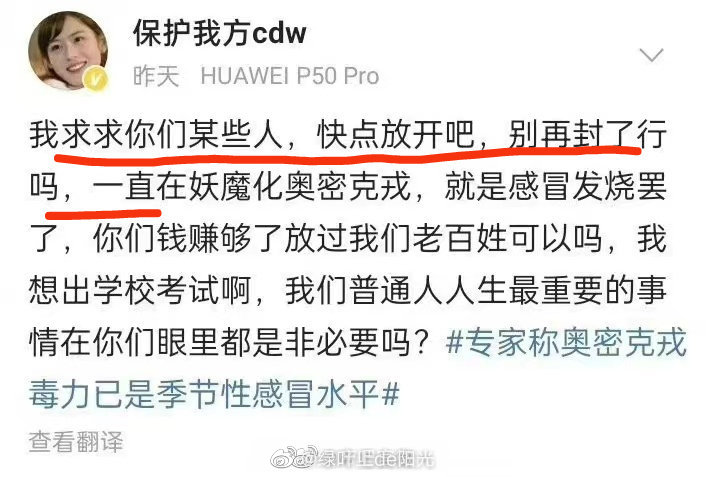 保护我方cdw
昨天 HUAWEI P50 Pro
我求求你们某些人，快点放开吧，别再封了行
吗，一直在妖魔化奥密克戎，就是感冒发烧罢
了，你们钱赚够了放过我们老百姓可以吗，我
想出学校考试啊，我们普通人人生最重要的事
情在你们眼里都是非必要吗？#专家称奥密克戎
毒力已是季节性感冒水平#
查看翻译
绿叶上de阳光